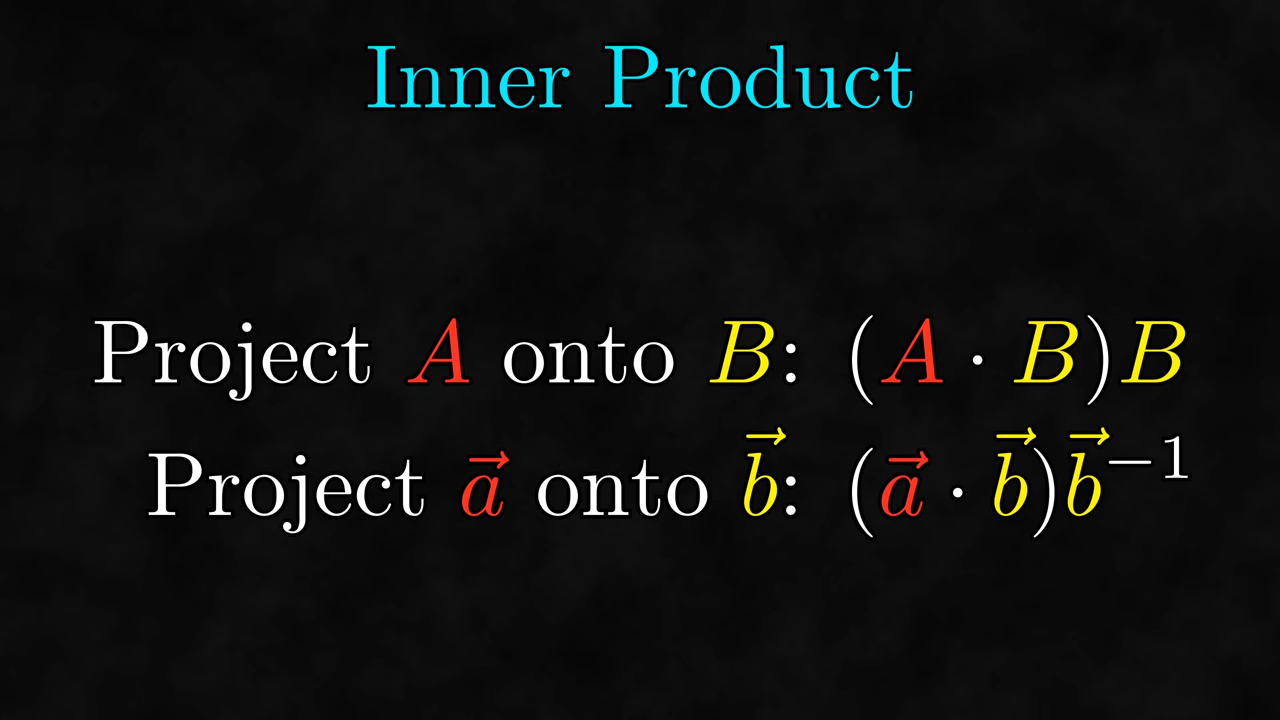 Inner Product
Project A onto B: (A · B)B
Project a⃗ onto b⃗: (a⃗ · b⃗)b⃗⁻¹